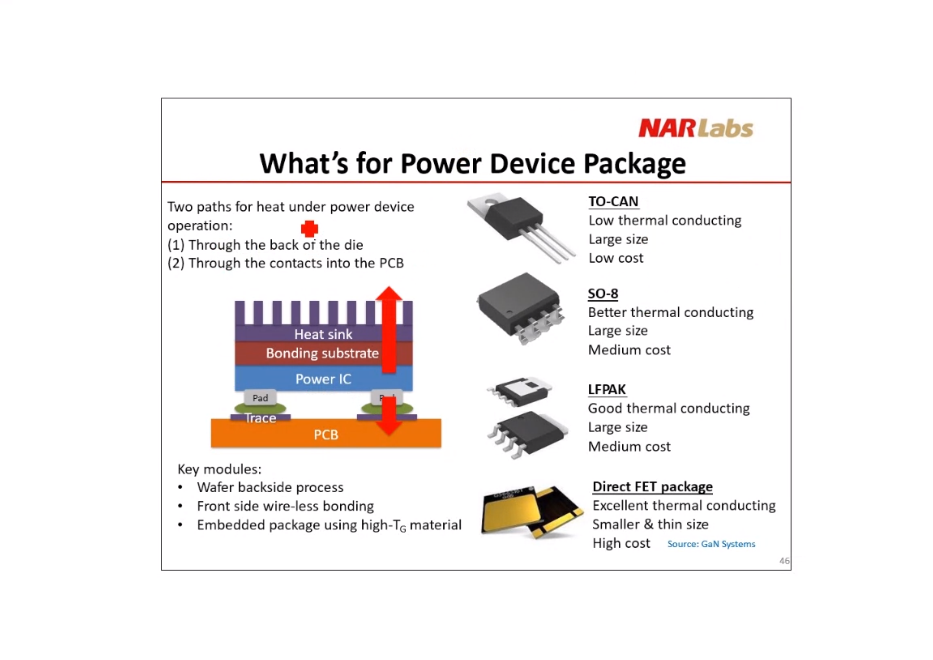 NAR Labs
What's for Power Device Package
Two paths for heat under power device
operation:
(1) Through the back of the die
(2) Through the contacts into the PCB
Heat sink
Bonding substrate
Power IC
Pad
Trace
PCB
Key modules:
• Wafer backside process
• Front side wire-less bonding
• Embedded package using high-TG material
TO-CAN
Low thermal conducting
Large size
Low cost
SO-8
Better thermal conducting
Large size
Medium cost
LFPAK
Good thermal conducting
Large size
Medium cost
Direct FET package
Excellent thermal conducting
Smaller & thin size
High cost
Source: GaN Systems
46